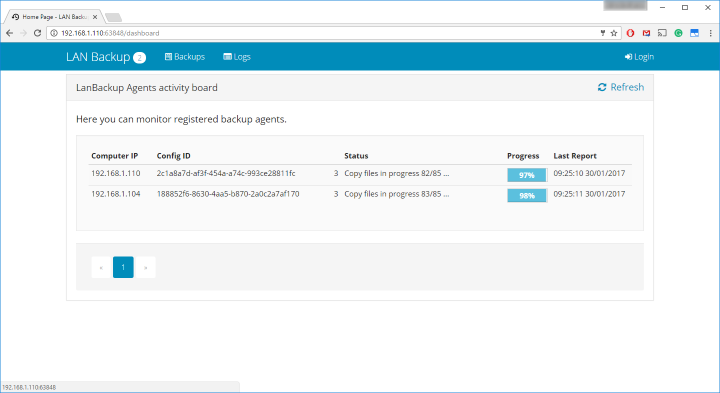 Home Page - LAN Backu
192.168.1.110:63848/dashboard
LAN Backup 2 Backups Logs Login
LanBackup Agents activity board Refresh
Here you can monitor registered backup agents.
Computer IP Config ID Status Progress Last Report
192.168.1.110 2c1a8a7d-af3f-454a-a74c-993ce28811fc 3 Copy files in progress 82/85 ... 97% 09:25:10 30/01/2017
192.168.1.104 188852f6-8630-4aa5-b870-2a0c2a7af170 3 Copy files in progress 83/85 ... 98% 09:25:11 30/01/2017
« 1 »
192.168.1.110:63848